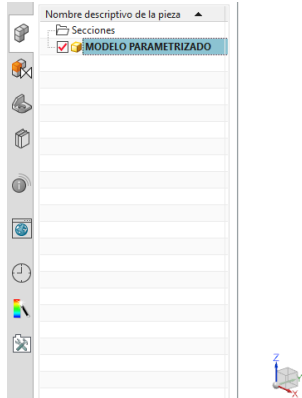 Nombre descriptivo de la pieza
Secciones
MODELO PARAMETRIZADO
Z
Y
X